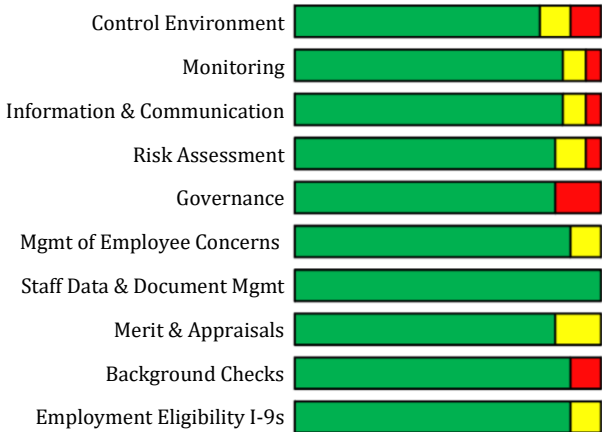 Control Environment
Monitoring
Information & Communication
Risk Assessment
Governance
Mgmt of Employee Concerns
Staff Data & Document Mgmt
Merit & Appraisals
Background Checks
Employment Eligibility I-9s